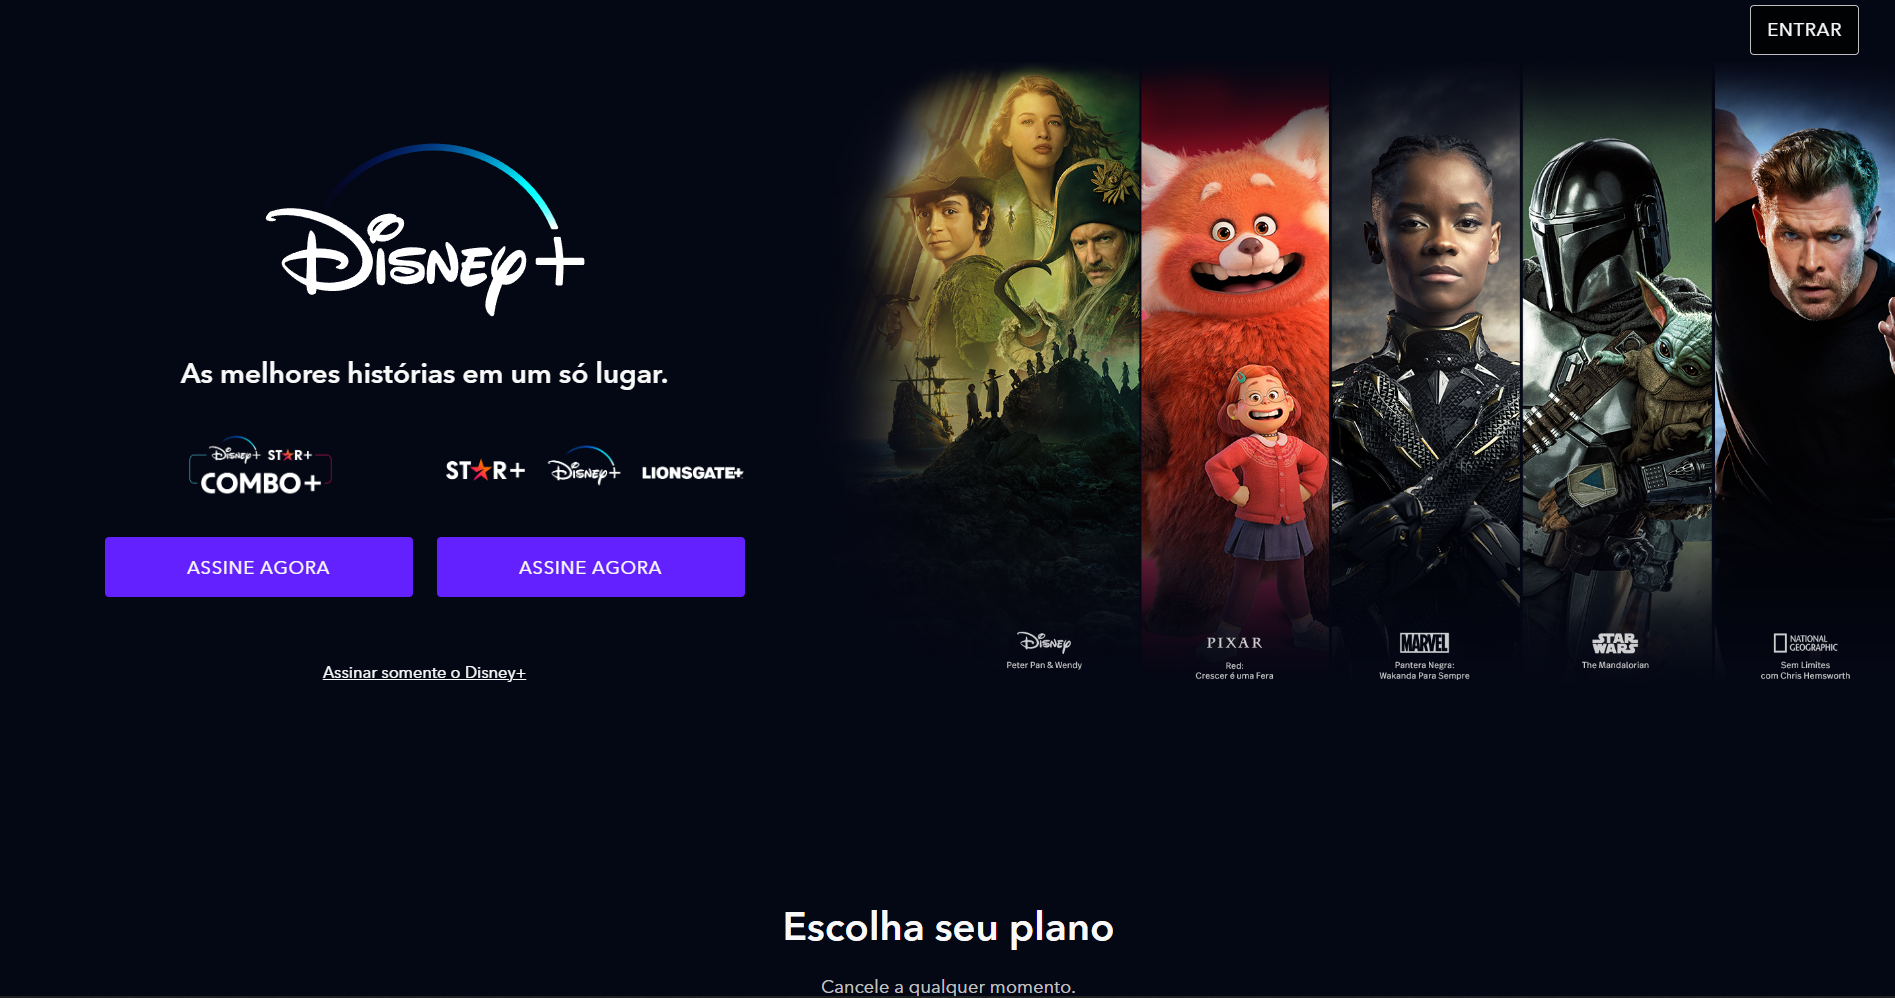 ENTRAR
Disney+
As melhores histórias em um só lugar.
Disney+ STAR+
COMBO+
STAR+ Disney+ LIONSGATE+
ASSINE AGORA ASSINE AGORA
Assinar somente o Disney+
Disney
Peter Pan & Wendy
PIXAR
Red:
Crescer é uma Fera
MARVEL
Pantera Negra:
Wakanda Para Sempre
STAR
WARS
The Mandalorian
NATIONAL
GEOGRAPHIC
Sem Limites
com Chris Hemsworth
Escolha seu plano
Cancele a qualquer momento.